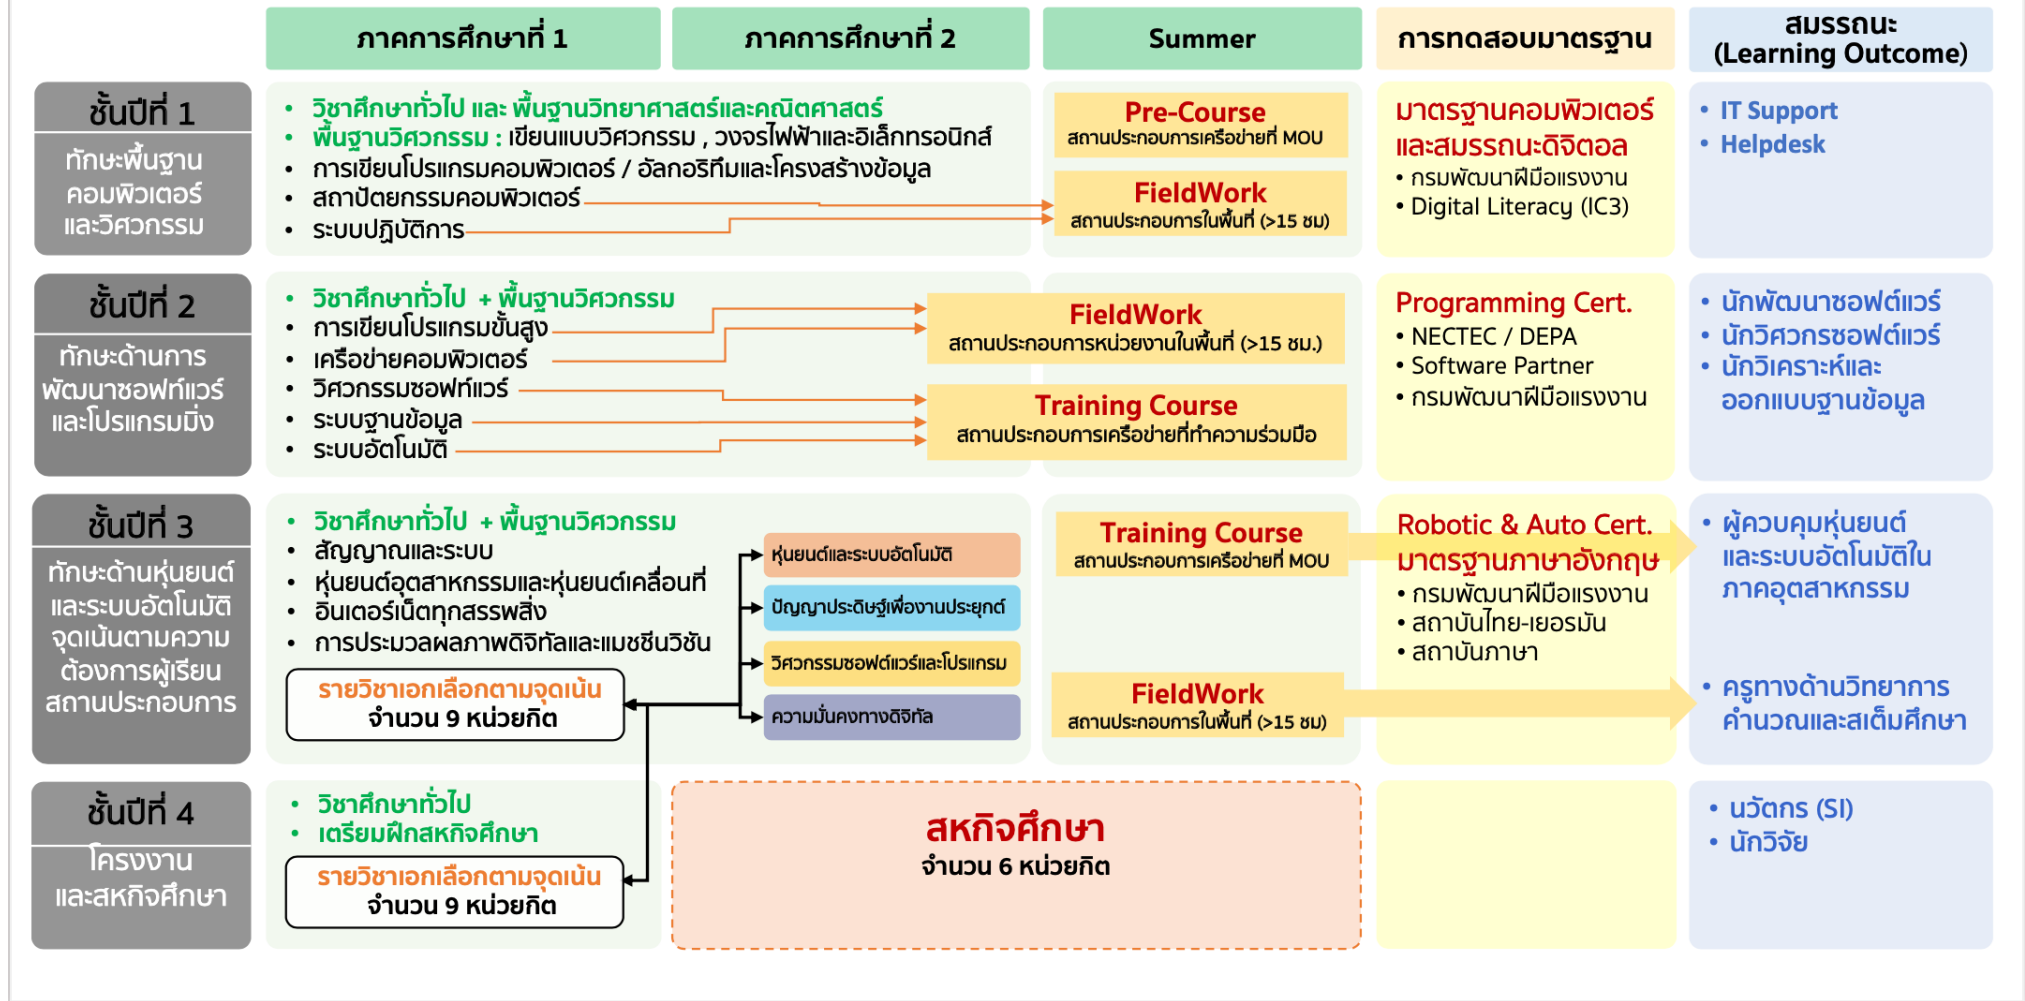 ภาคการศึกษาที่ 1
ภาคการศึกษาที่ 2
Summer
การทดสอบมาตรฐาน
สมรรถนะ
(Learning Outcome)
ชั้นปีที่ 1
ทักษะพื้นฐาน
คอมพิวเตอร์
และวิศวกรรม
• วิชาศึกษาทั่วไป และ พื้นฐานวิทยาศาสตร์และคณิตศาสตร์
• พื้นฐานวิศวกรรม : เขียนแบบวิศวกรรม , วงจรไฟฟ้าและอิเล็กทรอนิกส์
• การเขียนโปรแกรมคอมพิวเตอร์ / อัลกอริทึมและโครงสร้างข้อมูล
• สถาปัตยกรรมคอมพิวเตอร์
• ระบบปฏิบัติการ
Pre-Course
สถานประกอบการเครือข่ายที่ MOU
FieldWork
สถานประกอบการในพื้นที่ (>15 ชม)
มาตรฐานคอมพิวเตอร์
และสมรรถนะดิจิตอล
• กรมพัฒนาฝีมือแรงงาน
• Digital Literacy (IC3)
• IT Support
• Helpdesk
ชั้นปีที่ 2
ทักษะด้านการ
พัฒนาซอฟท์แวร์
และโปรแกรมมิ่ง
• วิชาศึกษาทั่วไป + พื้นฐานวิศวกรรม
• การเขียนโปรแกรมขั้นสูง
• เครือข่ายคอมพิวเตอร์
• วิศวกรรมซอฟท์แวร์
• ระบบฐานข้อมูล
• ระบบอัตโนมัติ
FieldWork
สถานประกอบการหน่วยงานในพื้นที่ (>15 ชม.)
Training Course
สถานประกอบการเครือข่ายที่ทำความร่วมมือ
Programming Cert.
• NECTEC / DEPA
• Software Partner
• กรมพัฒนาฝีมือแรงงาน
• นักพัฒนาซอฟต์แวร์
• นักวิศวกรซอฟต์แวร์
• นักวิเคราะห์และ
ออกแบบฐานข้อมูล
ชั้นปีที่ 3
ทักษะด้านหุ่นยนต์
และระบบอัตโนมัติ
จุดเน้นตามความ
ต้องการผู้เรียน
สถานประกอบการ
• วิชาศึกษาทั่วไป + พื้นฐานวิศวกรรม
• สัญญาณและระบบ
• หุ่นยนต์อุตสาหกรรมและหุ่นยนต์เคลื่อนที่
• อินเตอร์เน็ตทุกสรรพสิ่ง
• การประมวลผลภาพดิจิทัลและแมชชีนวิชัน
รายวิชาเอกเลือกตามจุดเน้น
จำนวน 9 หน่วยกิต
หุ่นยนต์และระบบอัตโนมัติ
ปัญญาประดิษฐ์เพื่องานประยุกต์
วิศวกรรมซอฟต์แวร์และโปรแกรม
ความมั่นคงทางดิจิทัล
Training Course
สถานประกอบการเครือข่ายที่ MOU
FieldWork
สถานประกอบการในพื้นที่ (>15 ชม)
Robotic & Auto Cert.
มาตรฐานภาษาอังกฤษ
• กรมพัฒนาฝีมือแรงงาน
• สถาบันไทย-เยอรมัน
• สถาบันภาษา
• ผู้ควบคุมหุ่นยนต์
และระบบอัตโนมัติใน
ภาคอุตสาหกรรม
• ครูทางด้านวิทยาการ
คำนวณและสเต็มศึกษา
ชั้นปีที่ 4
โครงงาน
และสหกิจศึกษา
• วิชาศึกษาทั่วไป
• เตรียมฝึกสหกิจศึกษา
รายวิชาเอกเลือกตามจุดเน้น
จำนวน 9 หน่วยกิต
สหกิจศึกษา
จำนวน 6 หน่วยกิต
• นวัตกร (SI)
• นักวิจัย